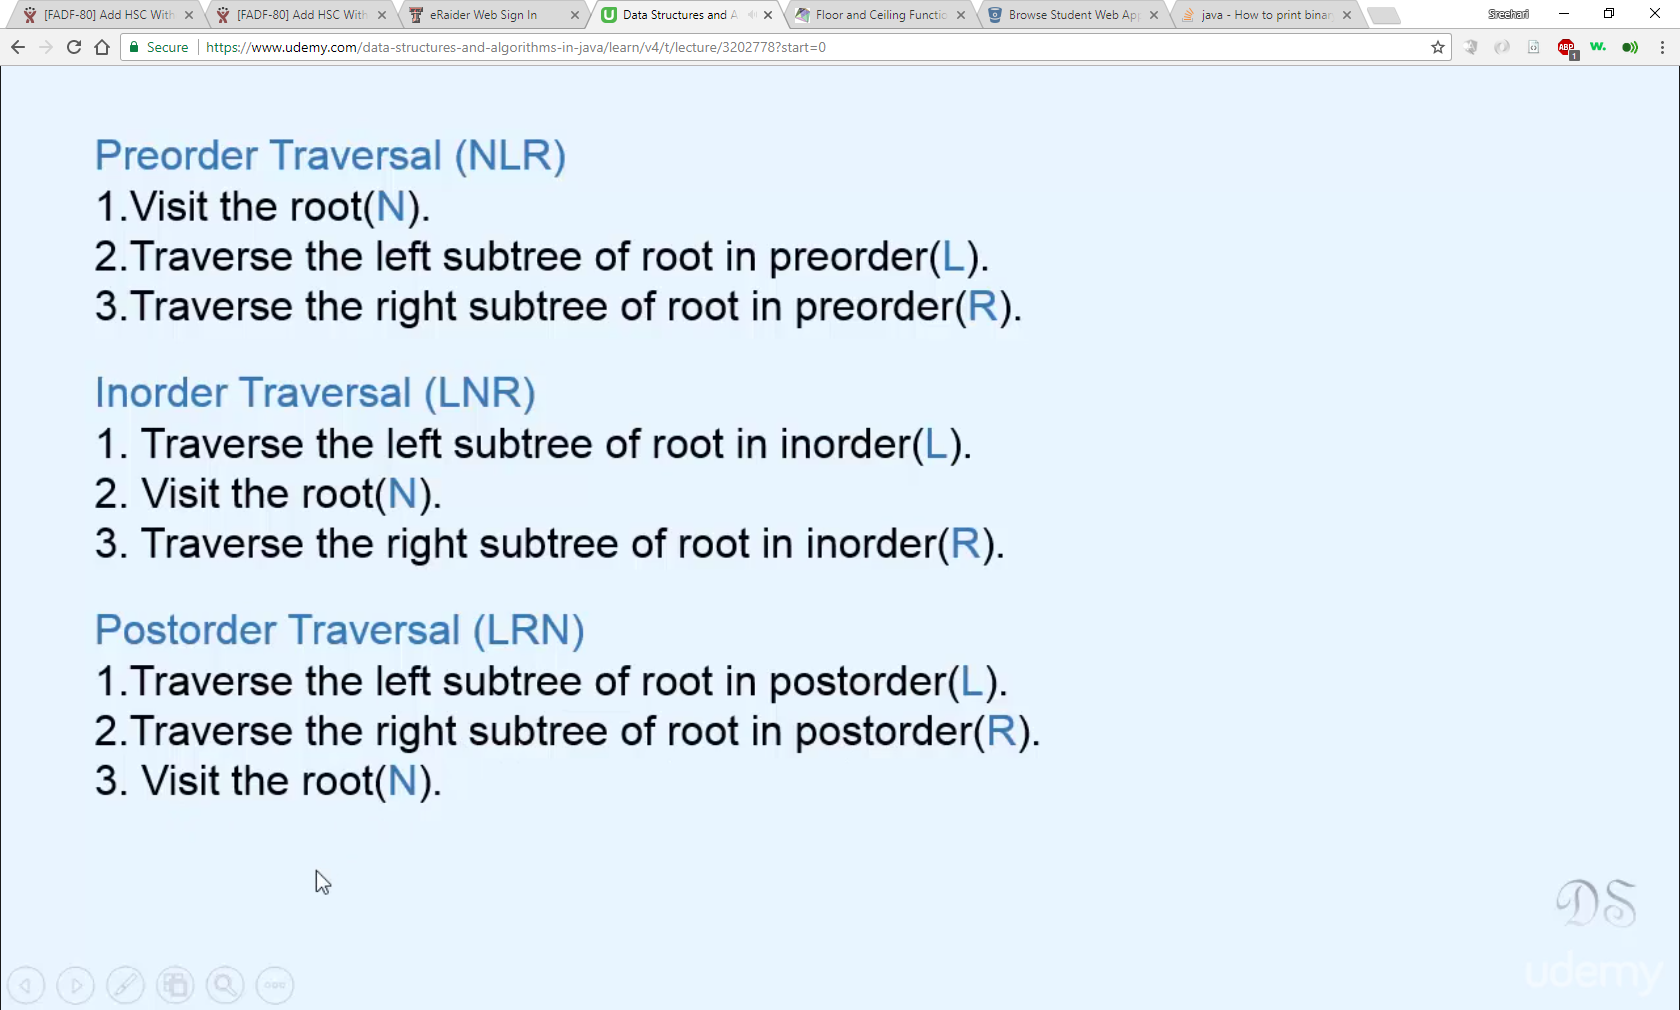 [FADF-80] Add HSC With
[FADF-80] Add HSC With
eRaider Web Sign In
Data Structures and A
Floor and Ceiling Functio
Browse Student Web App
java - How to print binar
Sreehari
Secure
https://www.udemy.com/data-structures-and-algorithms-in-java/learn/v4/t/lecture/3202778?start=0
ABP
1
w.
Preorder Traversal (NLR)
1.Visit the root(N).
2.Traverse the left subtree of root in preorder(L).
3.Traverse the right subtree of root in preorder(R).
Inorder Traversal (LNR)
1. Traverse the left subtree of root in inorder(L).
2. Visit the root(N).
3. Traverse the right subtree of root in inorder(R).
Postorder Traversal (LRN)
1.Traverse the left subtree of root in postorder(L).
2.Traverse the right subtree of root in postorder(R).
3. Visit the root(N).
DS
udemy